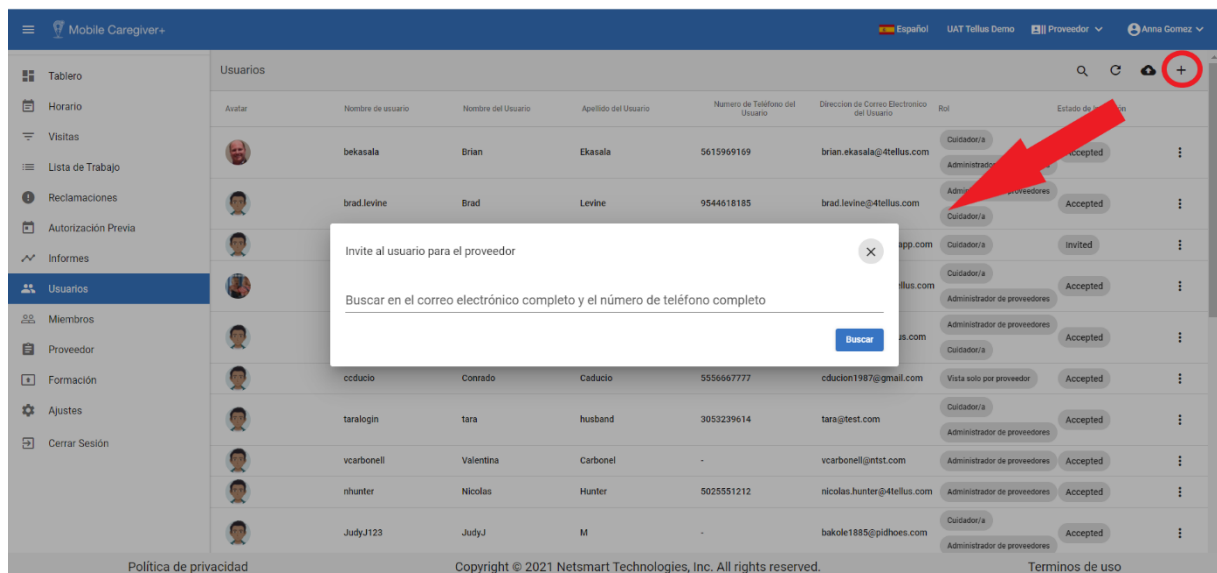 Mobile Caregiver+
Español
UAT Tellus Demo
Proveedor
Anna Gomez
Tablero
Horario
Visitas
Lista de Trabajo
Reclamaciones
Autorización Previa
Informes
Usuarios
Miembros
Proveedor
Formación
Ajustes
Cerrar Sesión
Usuarios
Avatar
Nombre de usuario
Nombre del Usuario
Apellido del Usuario
Numero de Teléfono del
Usuario
Direccion de Correo Electronico
del Usuario
Rol
Estado de
bekasala
Brian
Ekasala
5615969169
brian.ekasala@4tellus.com
Cuidador/a
Accepted
brad.levine
Brad
Levine
9544618185
brad.levine@4tellus.com
proveedores
Cuidador/a
Accepted
app.com
Cuidador/a
Invited
ellus.com
Cuidador/a
Administrador de proveedores
Accepted
us.com
Administrador de proveedores
Cuidador/a
Accepted
Invite al usuario para el proveedor
Buscar en el correo electrónico completo y el número de teléfono completo
Buscar
ccducio
Conrado
Caducio
5556667777
cducion1987@gmail.com
Vista solo por proveedor
Accepted
taralogin
tara
husband
3053239614
tara@test.com
Cuidador/a
Administrador de proveedores
Accepted
vcarbonell
Valentina
Carbonel
-
vcarbonell@ntst.com
Administrador de proveedores
Accepted
nhunter
Nicolas
Hunter
5025551212
nicolas.hunter@4tellus.com
Administrador de proveedores
Accepted
JudyJ123
JudyJ
M
-
bakole1885@pidhoes.com
Cuidador/a
Administrador de proveedores
Accepted
Política de privacidad
Copyright © 2021 Netsmart Technologies, Inc. All rights reserved.
Terminos de uso